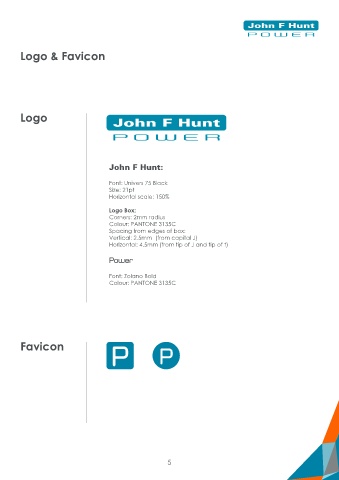 John F Hunt
POWER
Logo & Favicon
Logo
John F Hunt
POWER
John F Hunt:
Font: Univers 75 Black
Size: 21pt
Horizontal scale: 150%
Logo Box:
Corners: 2mm radius
Colour: PANTONE 3135C
Spacing from edges of box:
Vertical: 2.5mm (from capital J)
Horizontal: 4.5mm (from tip of J and tip of t)
Power
Font: Zolano Bold
Colour: PANTONE 3135C
Favicon
P P
5